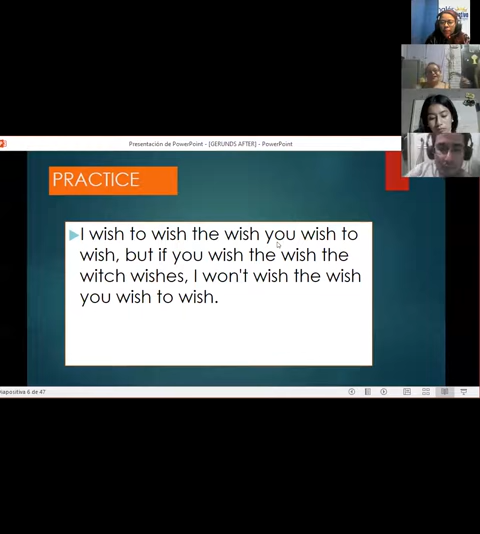 Presentación de PowerPoint - [GERUNDS AFTER] - PowerPoint
PRACTICE
I wish to wish the wish you wish to
wish, but if you wish the wish the
witch wishes, I won't wish the wish
you wish to wish.
Diapositiva 6 de 47